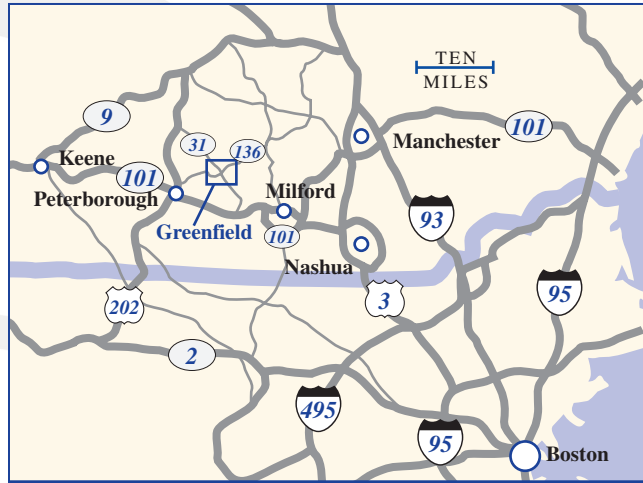 TEN
MILES
9
31
136
Manchester
101
Keene
101
Peterborough
Milford
Greenfield
101
93
Nashua
202
3
95
2
495
95
Boston